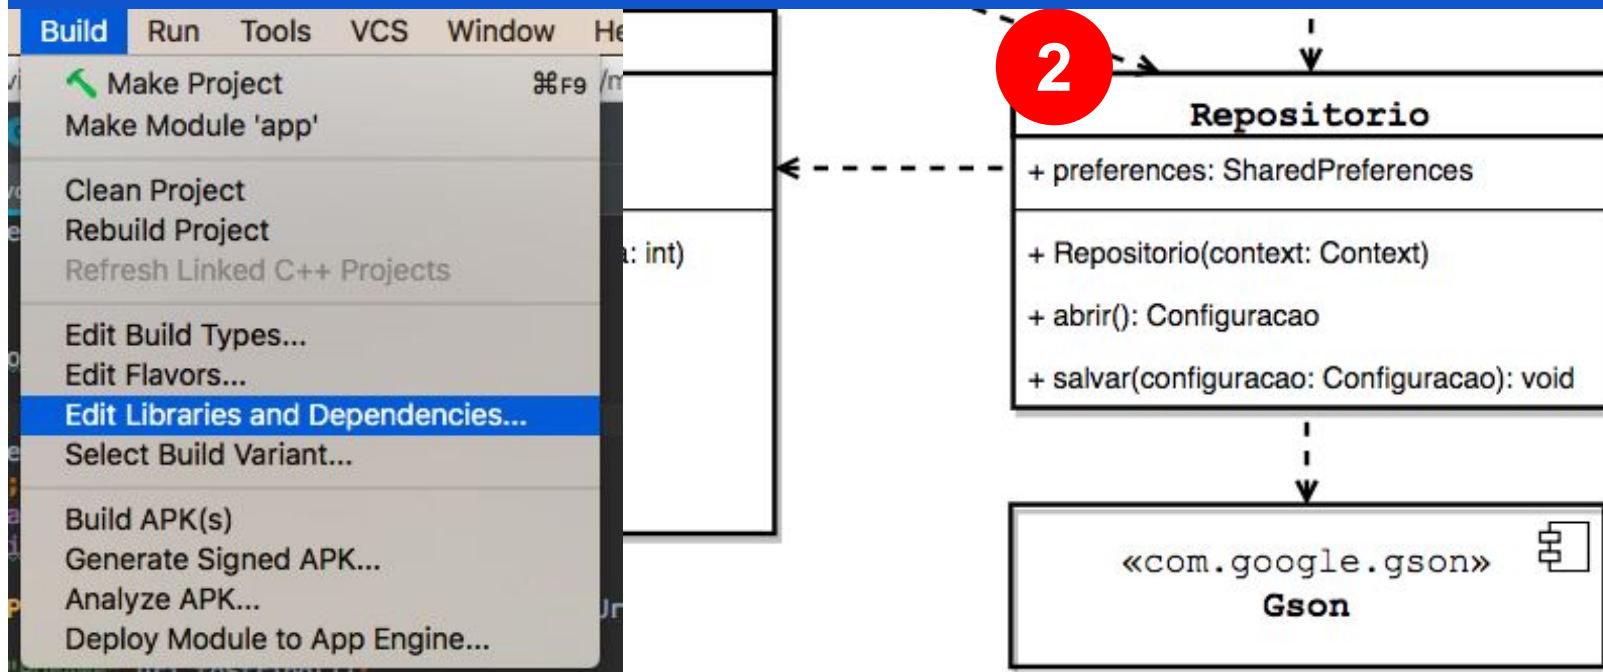 Build Run Tools VCS Window He
Make Project ⌘F9
Make Module 'app'
Clean Project
Rebuild Project
Refresh Linked C++ Projects
Edit Build Types...
Edit Flavors...
Edit Libraries and Dependencies...
Select Build Variant...
Build APK(s)
Generate Signed APK...
Analyze APK...
Deploy Module to App Engine...
: int)
2
Repositorio
+ preferences: SharedPreferences
+ Repositorio(context: Context)
+ abrir(): Configuracao
+ salvar(configuracao: Configuracao): void
«com.google.gson»
Gson